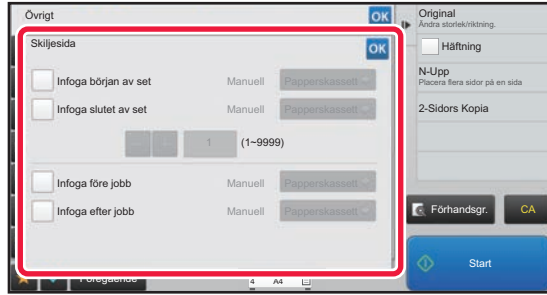 Övrigt OK
Skiljesida OK
Infoga början av set Manuell Papperskassett
Infoga slutet av set Manuell Papperskassett
1 (1~9999)
Infoga före jobb Manuell Papperskassett
Infoga efter jobb Manuell Papperskassett
Föregående
4 A4
Original
Ändra storlek/riktning.
Häftning
N-Upp
Placera flera sidor på en sida
2-Sidors Kopia
Förhandsgr. CA
Start